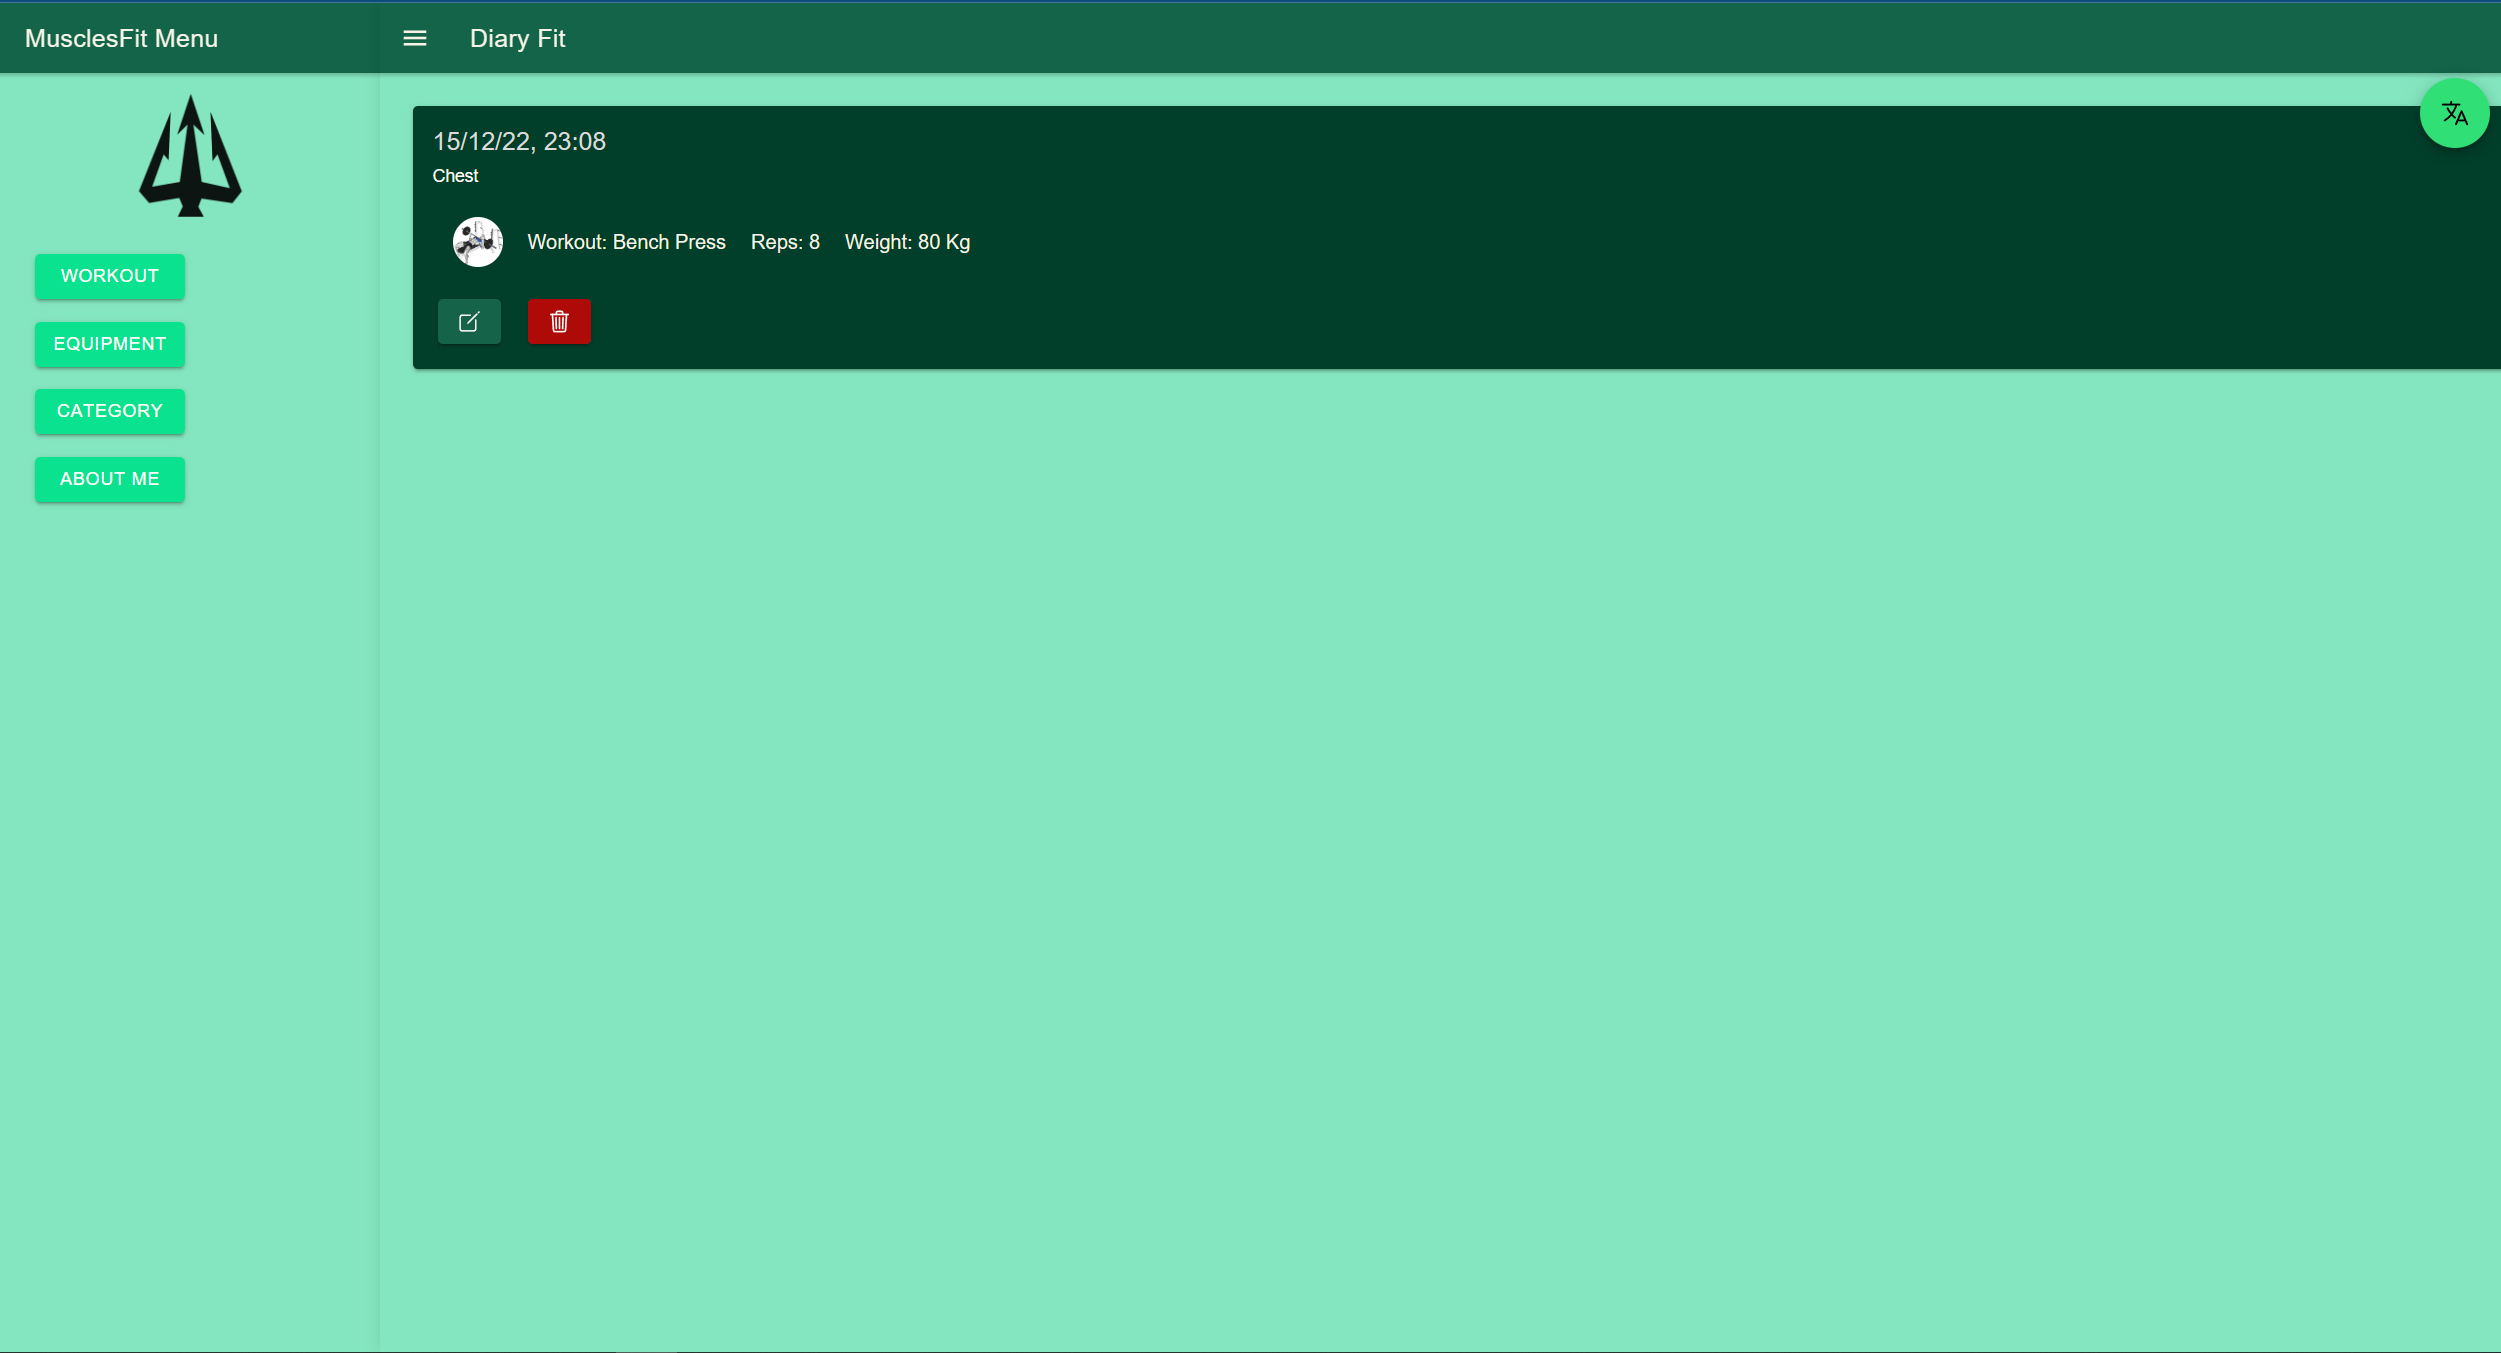 MusclesFit Menu
Diary Fit
15/12/22, 23:08
Chest
Workout: Bench Press Reps: 8 Weight: 80 Kg
WORKOUT
EQUIPMENT
CATEGORY
ABOUT ME